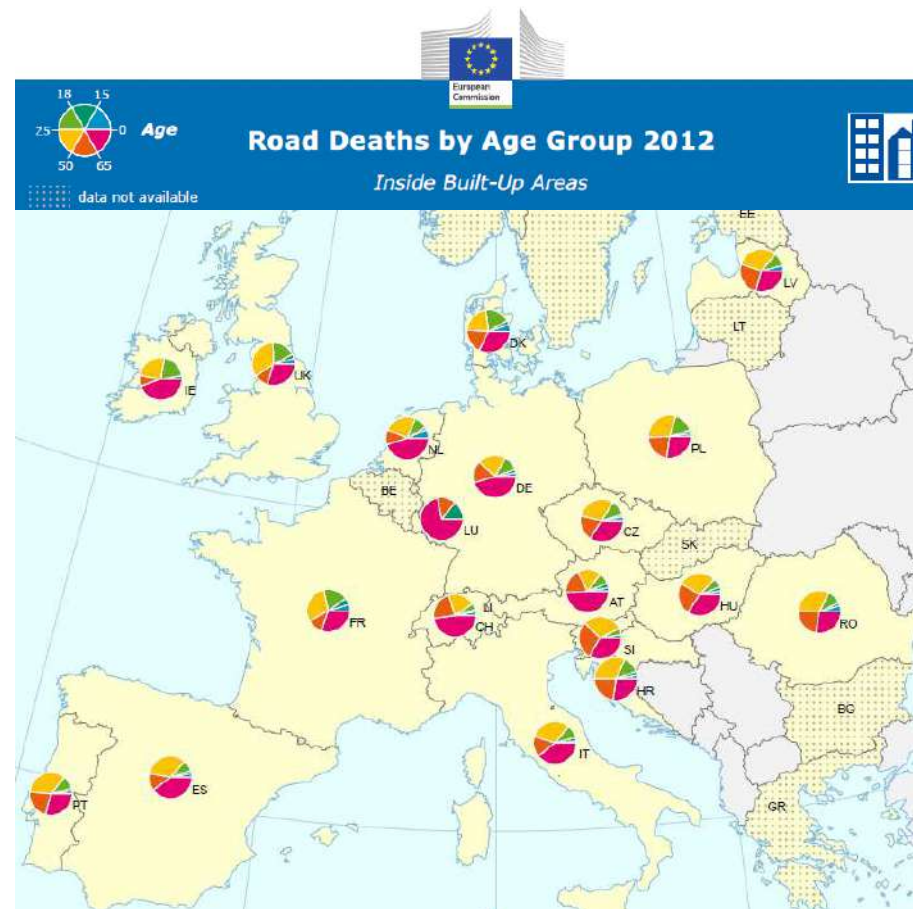 European
Commission
18 15
25 0 Age
50 65
data not available
Road Deaths by Age Group 2012
Inside Built-Up Areas
EE
LV
LT
DK
IE
UK
PL
NL
DE
BE
LU
CZ
SK
FR
LI
CH
AT
HU
RO
SI
HR
BG
IT
ES
PT
GR